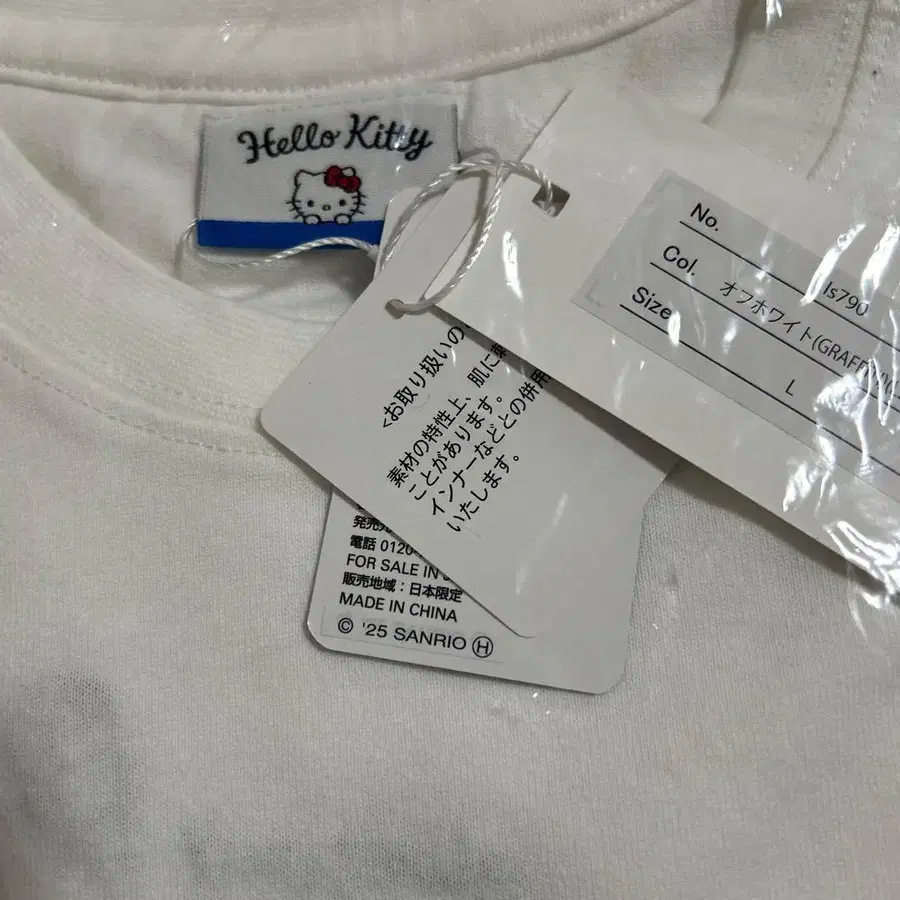 Hello Kitty
No. ls790
Col. オフホワイト(GRAFF
Size L
<お取り扱いの
素材の特性上、肌に
ことがあります。
インナーなどとの併用
いたします。
発売元
電話 0120-
FOR SALE IN
販売地域：日本限定
MADE IN CHINA
© '25 SANRIO Ⓗ